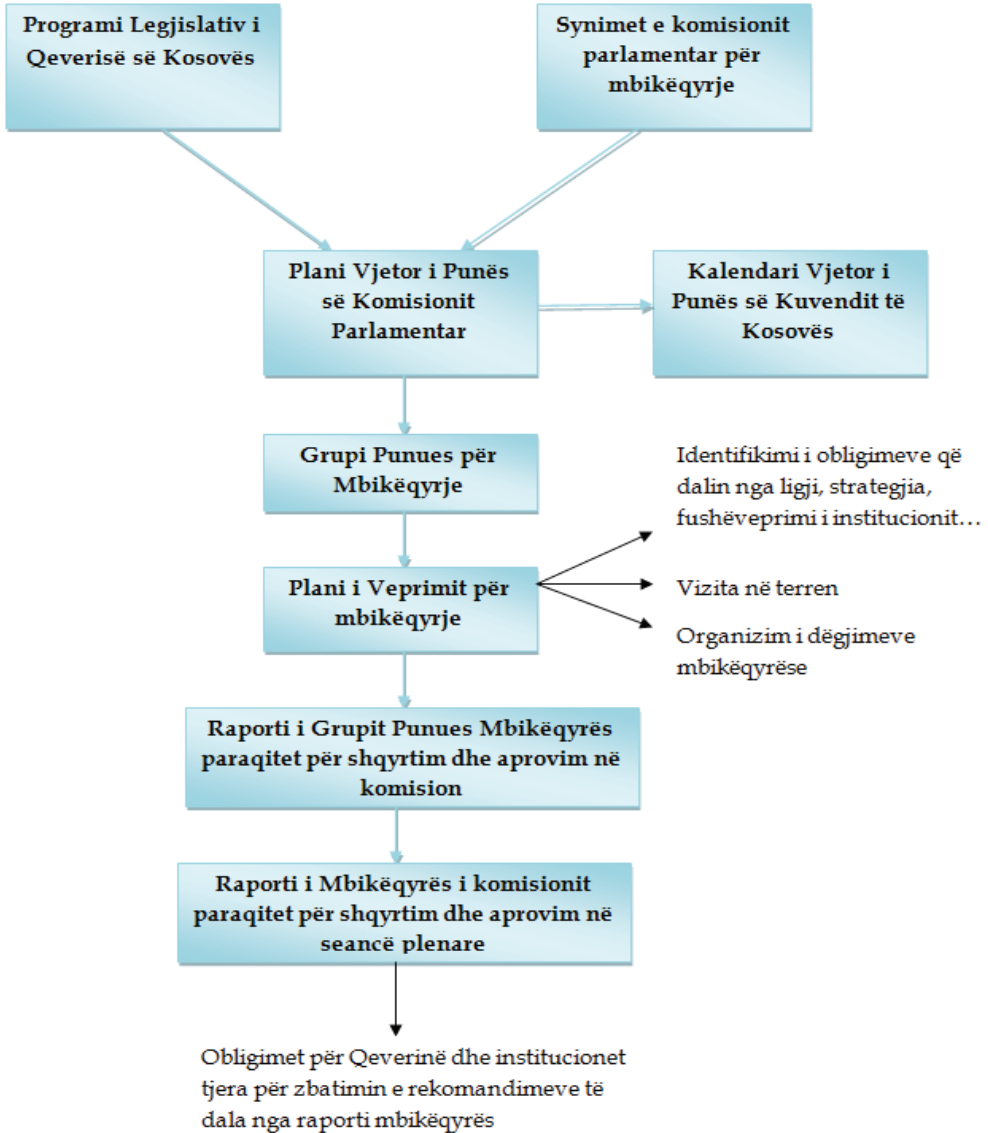 Programi Legjislativ i
Qeverisë së Kosovës
Synimet e komisionit
parlamentar për
mbikëqyrje
Plani Vjetor i Punës
së Komisionit
Parlamentar
Kalendari Vjetor i
Punës së Kuvendit të
Kosovës
Grupi Punues për
Mbikëqyrje
Identifikimi i obligimeve që
dalin nga ligji, strategjia,
fushëveprimi i institucionit...
Plani i Veprimit për
mbikëqyrje
Vizita në terren
Organizim i dëgjimeve
mbikëqyrëse
Raporti i Grupit Punues Mbikëqyrës
paraqitet për shqyrtim dhe aprovim në
komision
Raporti i Mbikëqyrës i komisionit
paraqitet për shqyrtim dhe aprovim në
seancë plenare
Obligimet për Qeverinë dhe institucionet
tjera për zbatimin e rekomandimeve të
dala nga raporti mbikëqyrës